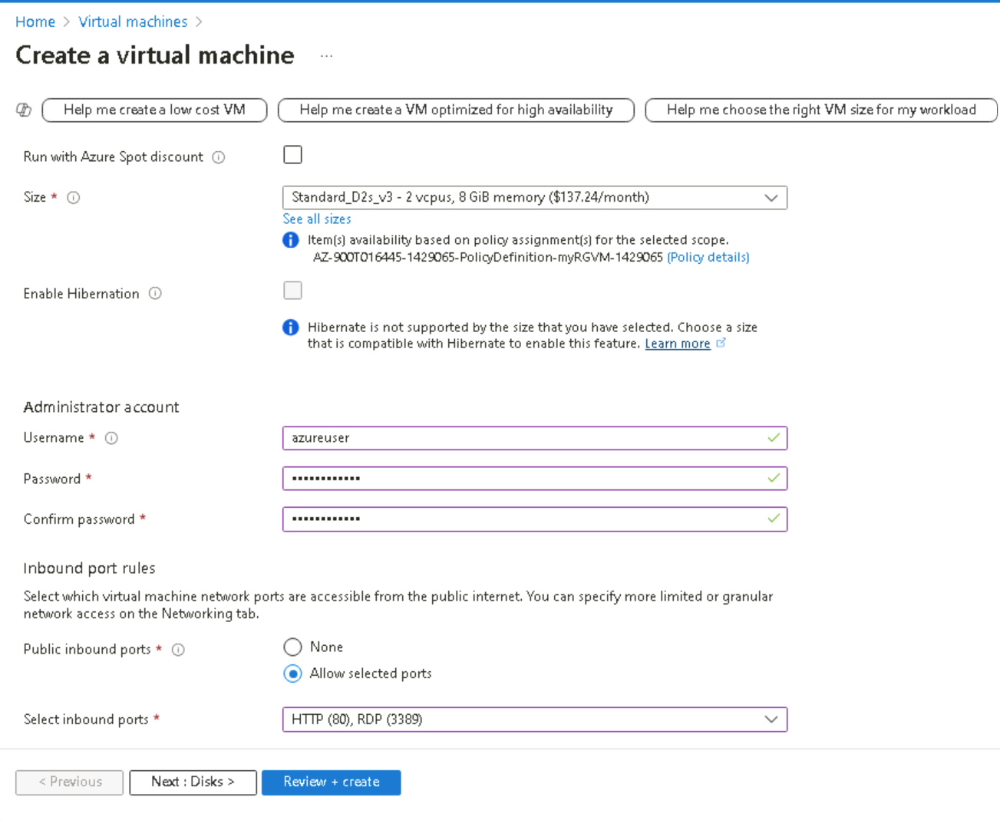 Home > Virtual machines >
Create a virtual machine ...
Help me create a low cost VM
Help me create a VM optimized for high availability
Help me choose the right VM size for my workload
Run with Azure Spot discount
Size *
Standard_D2s_v3 - 2 vcpus, 8 GiB memory ($137.24/month)
See all sizes
Item(s) availability based on policy assignment(s) for the selected scope.
AZ-900T016445-1429065-PolicyDefinition-myRGVM-1429065 (Policy details)
Enable Hibernation
Hibernate is not supported by the size that you have selected. Choose a size
that is compatible with Hibernate to enable this feature. Learn more
Administrator account
Username *
azureuser
Password *
••••••••••••
Confirm password *
••••••••••••
Inbound port rules
Select which virtual machine network ports are accessible from the public internet. You can specify more limited or granular
network access on the Networking tab.
Public inbound ports *
None
Allow selected ports
Select inbound ports *
HTTP (80), RDP (3389)
< Previous
Next : Disks >
Review + create